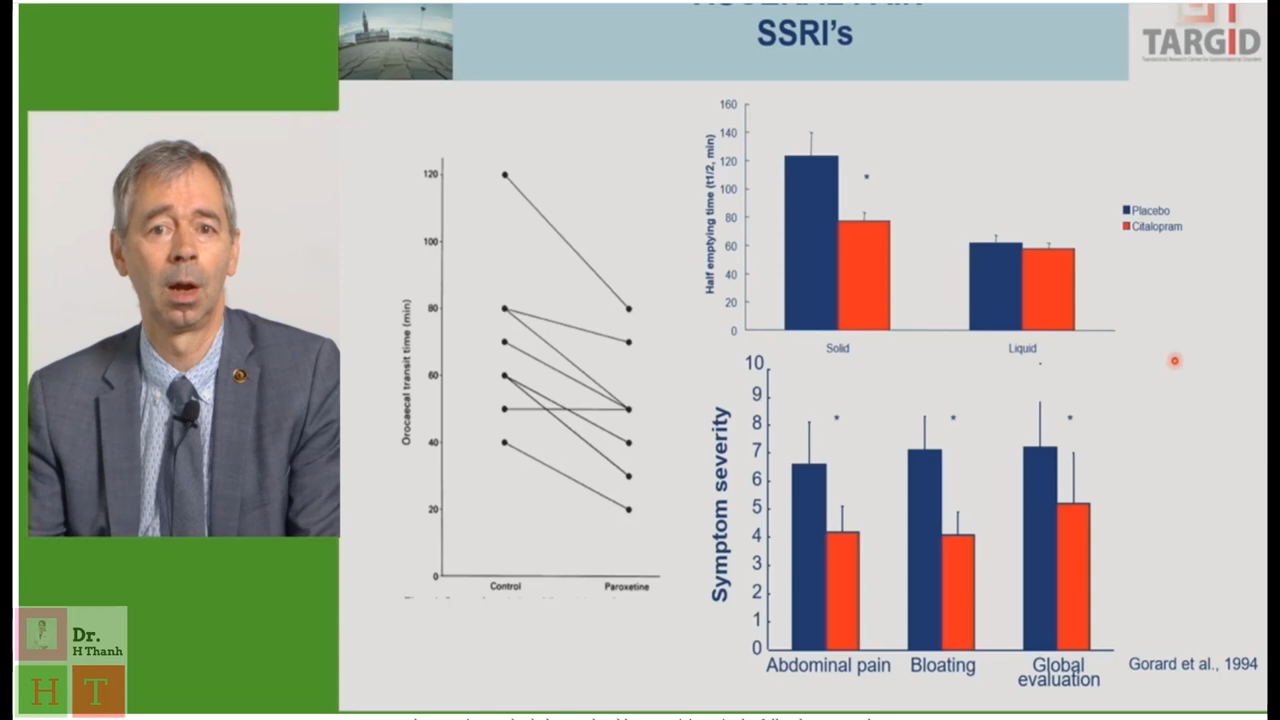 SSRI's
TARGID
160
140
120
100
80
60
40
20
0
Half emptying time (t1/2, min)
*
Solid
Liquid
Placebo
Citalopram
120
100
80
60
40
20
0
Orocaecal transit time (min)
Control
Paroxetine
10
9
8
7
6
5
4
3
2
1
0
Symptom severity
*
*
*
Abdominal pain
Bloating
Global
evaluation
Gorard et al., 1994
Dr.
H Thanh
H T